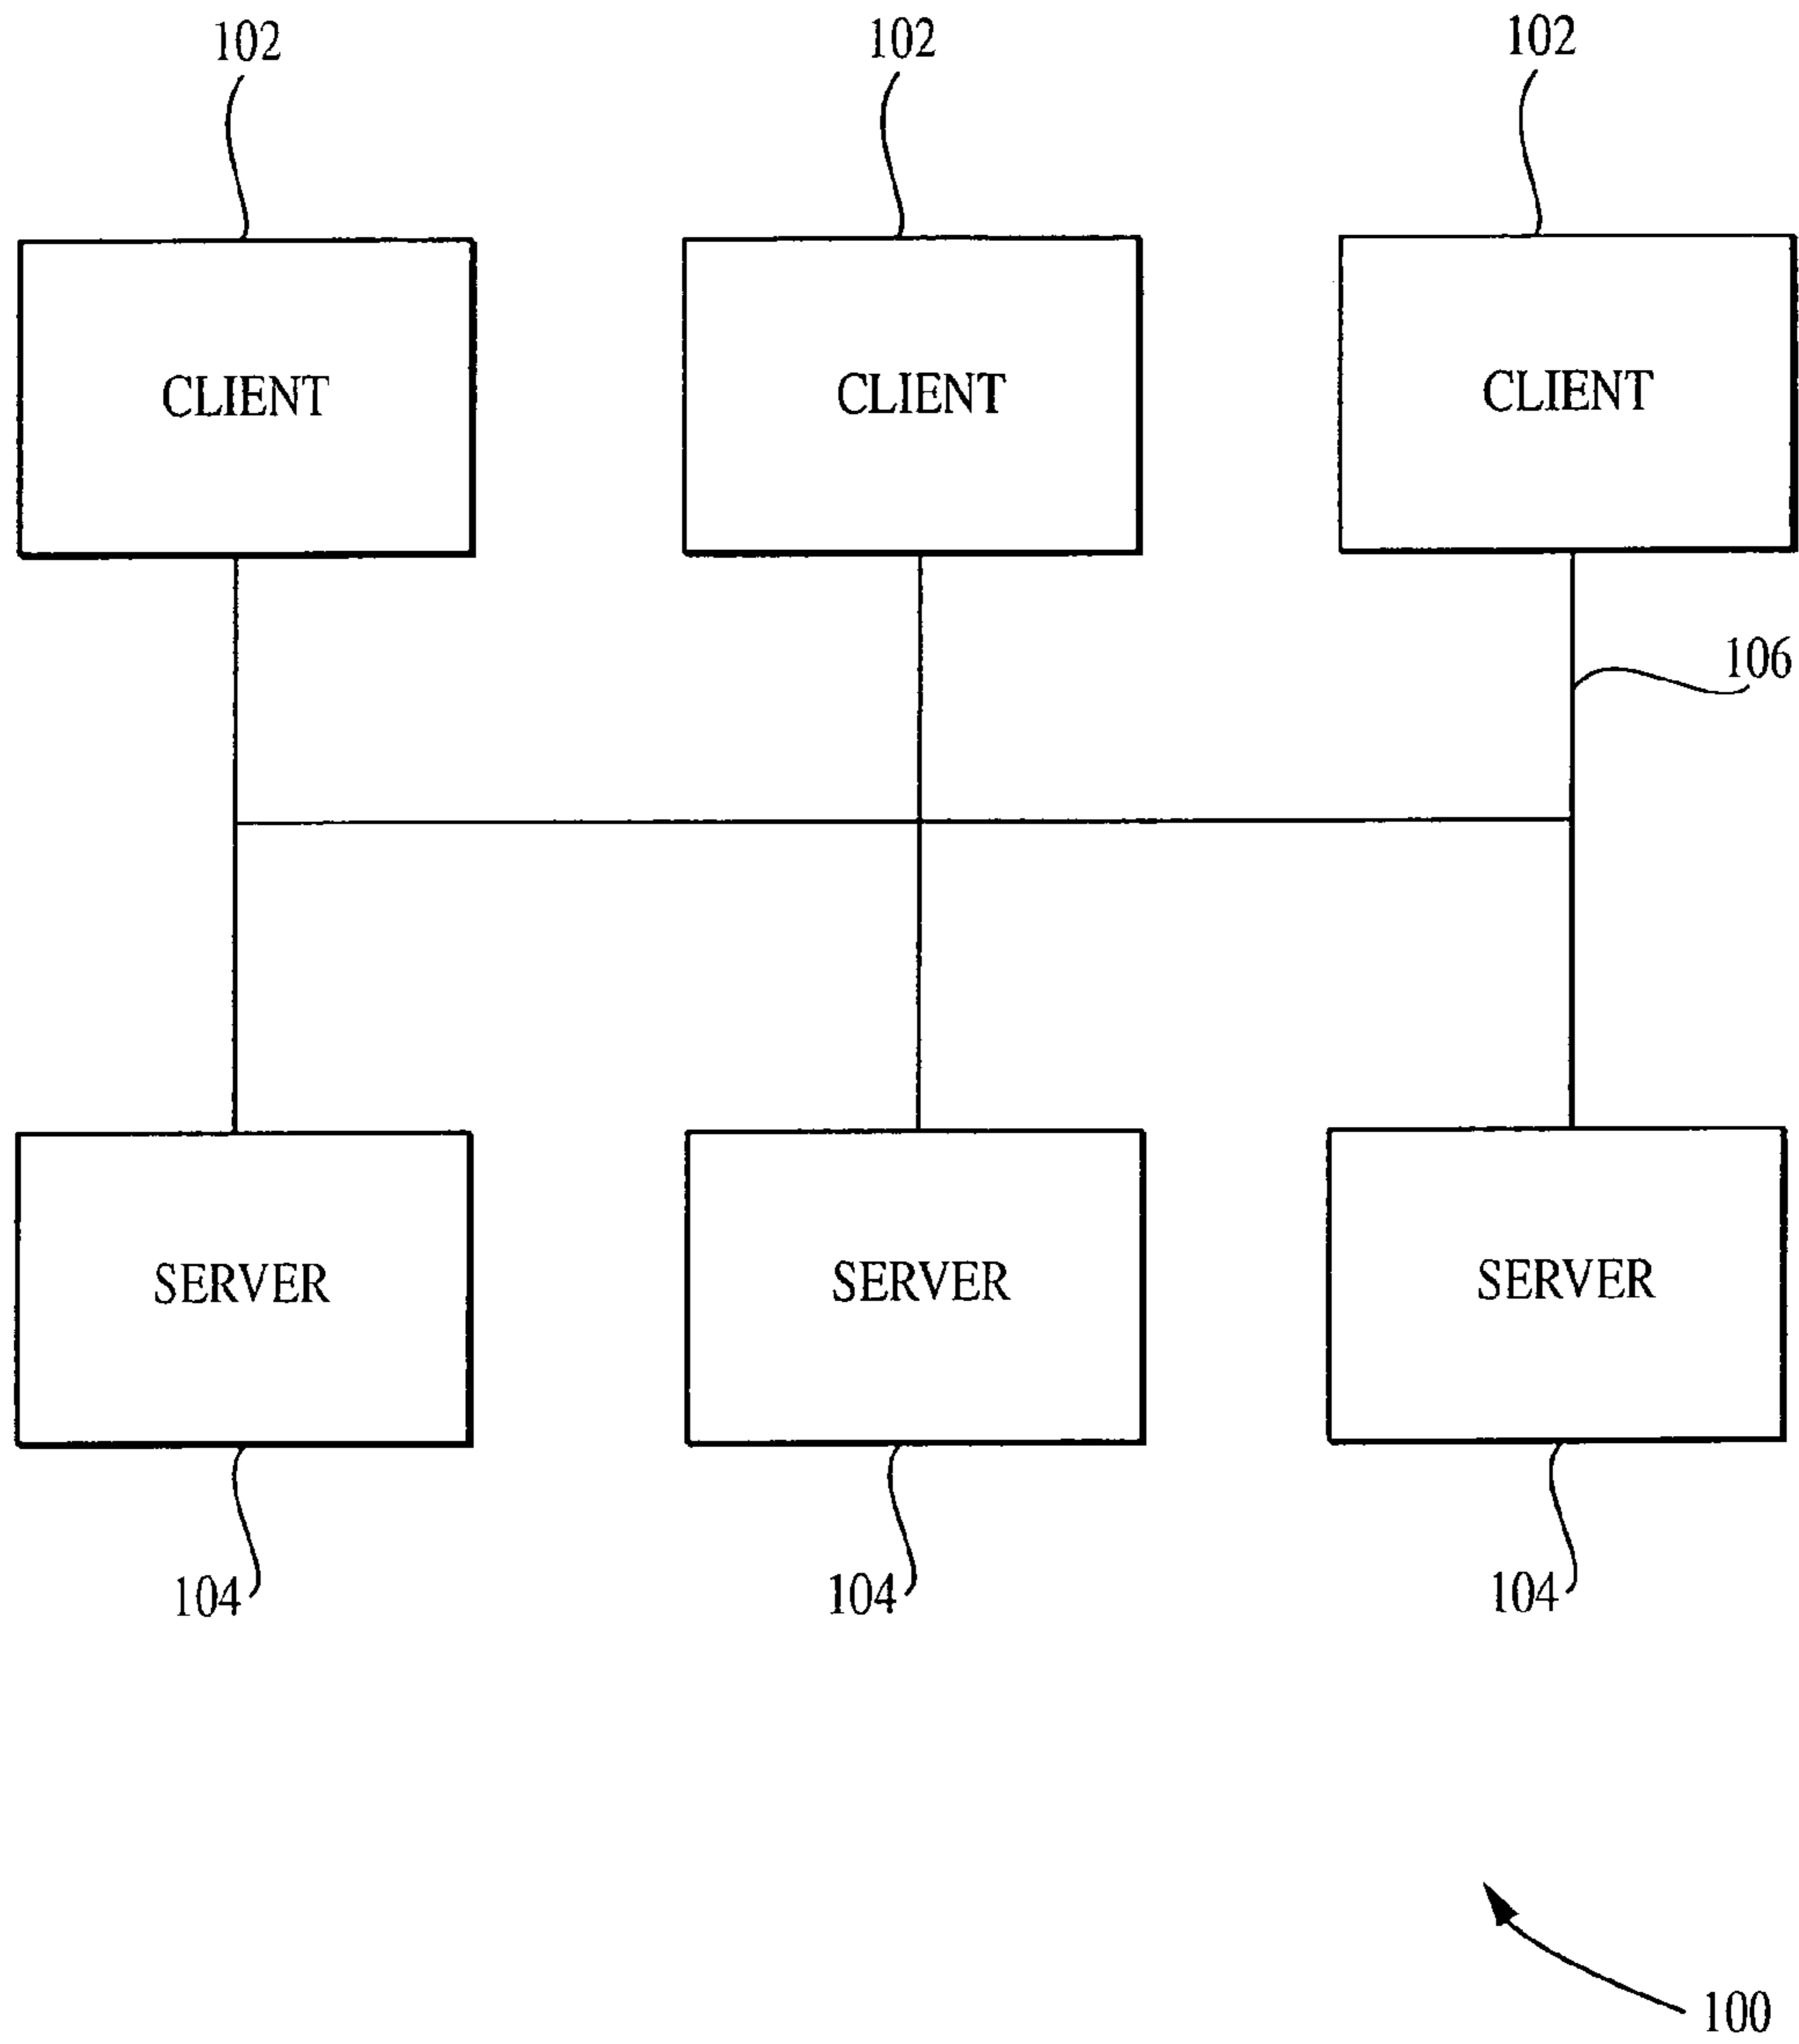 102 102 102
CLIENT CLIENT CLIENT
106
SERVER SERVER SERVER
104 104 104
100